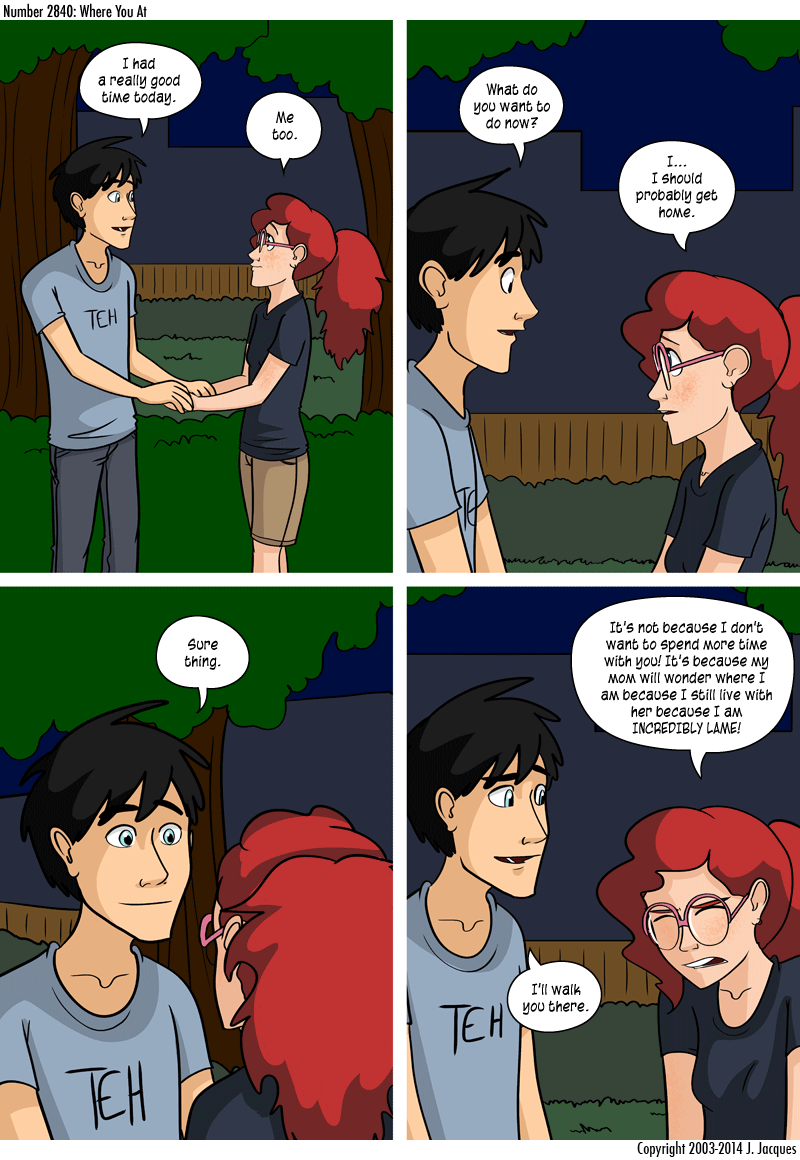 Number 2840: Where You At
I had
a really good
time today.
Me
too.
TEH
What do
you want to
do now?
I...
I should
probably get
home.
TEH
Sure
thing.
TEH
It's not because I don't
want to spend more time
with you! It's because my
mom will wonder where I
am because I still live with
her because I am
INCREDIBLY LAME!
I'll walk
you there.
TEH
Copyright 2003-2014 J. Jacques